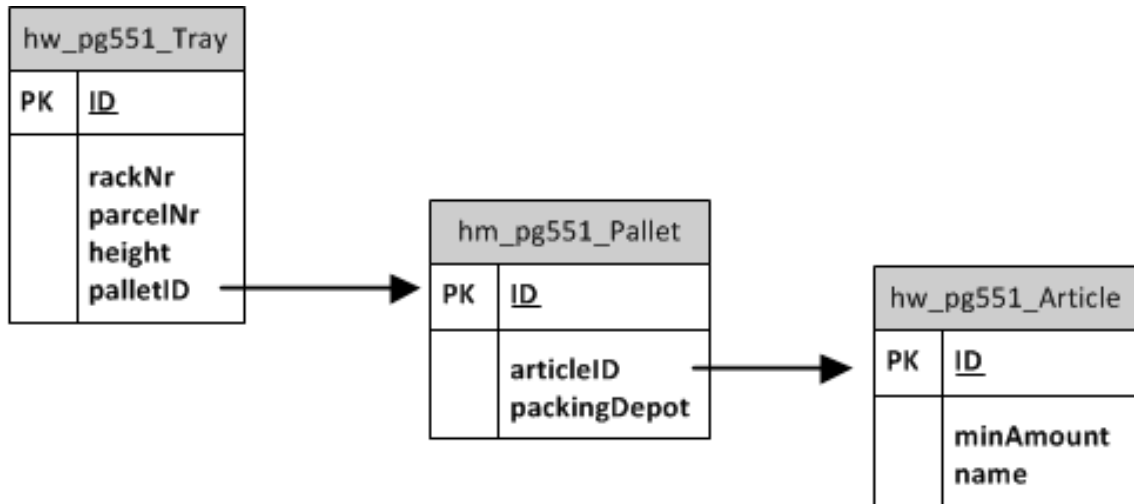 hw_pg551_Tray
PK ID
rackNr
parcelNr
height
palletID
hm_pg551_Pallet
PK ID
articleID
packingDepot
hw_pg551_Article
PK ID
minAmount
name